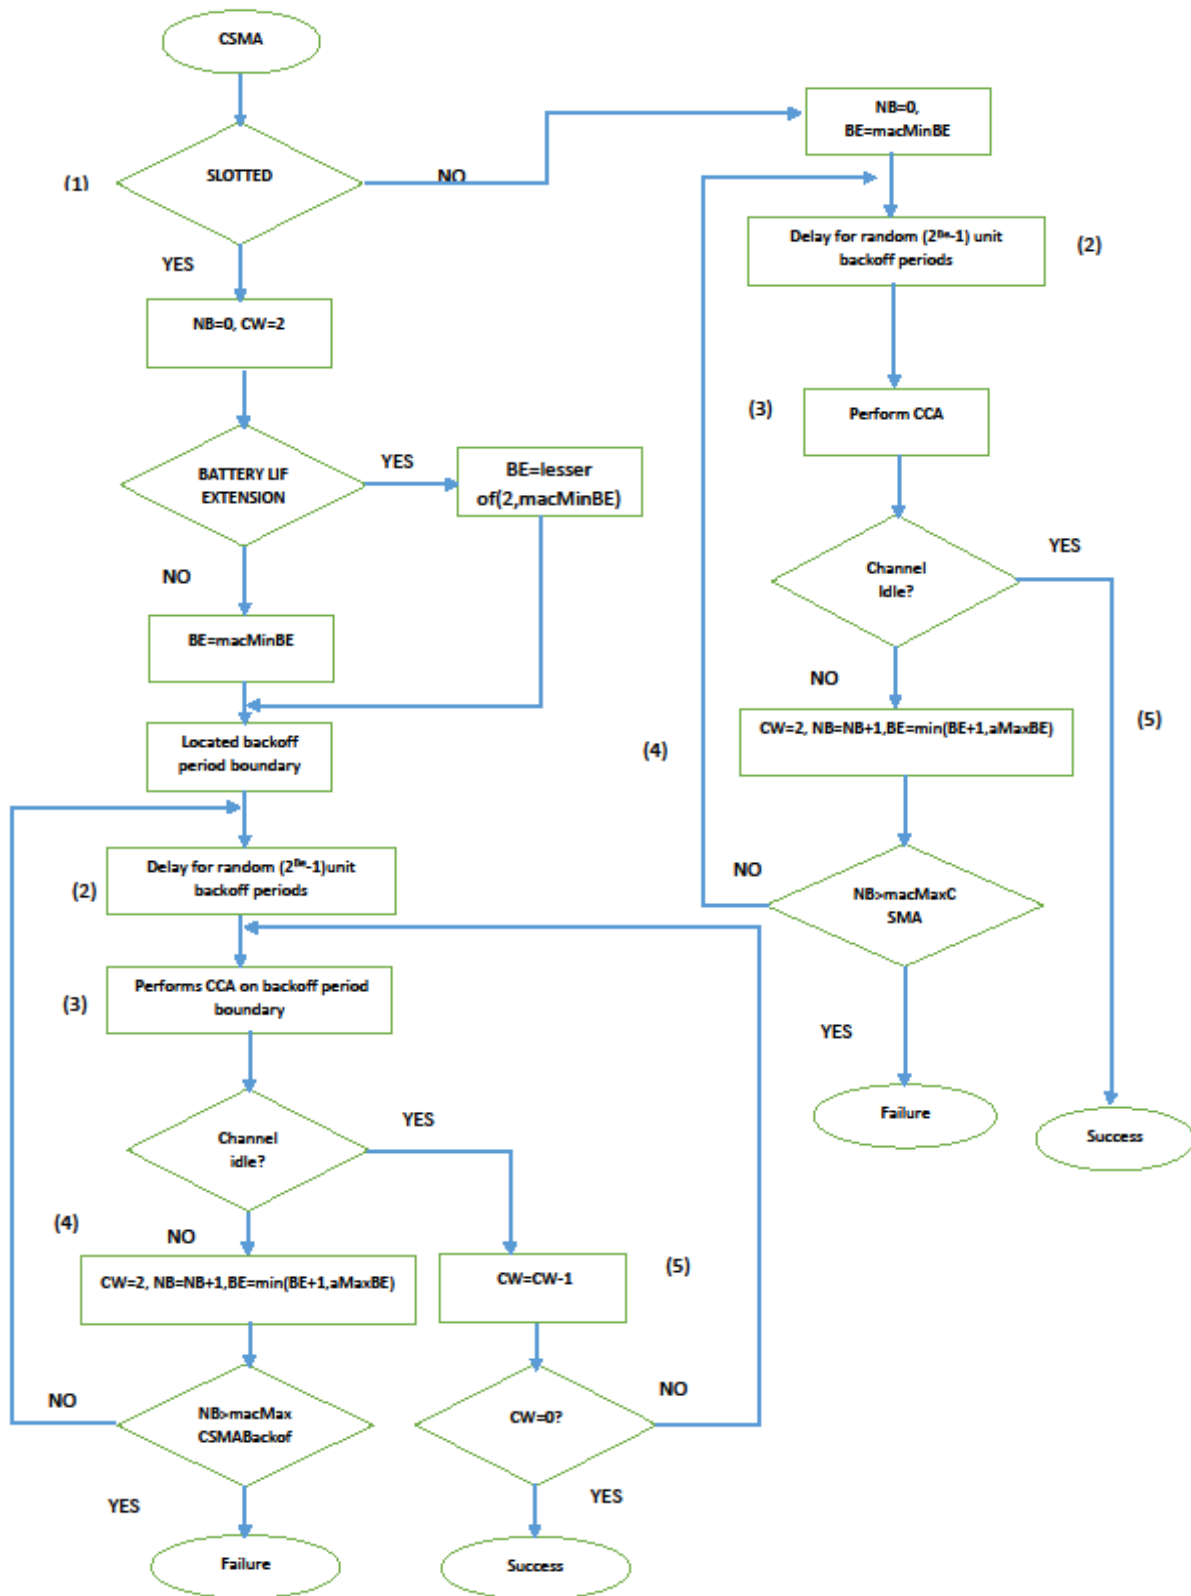 CSMA
(1)
SLOTTED
NO
YES
NB=0, CW=2
BATTERY LIF
EXTENSION
YES
BE=lesser
of(2,macMinBE)
NO
BE=macMinBE
Located backoff
period boundary
(2)
Delay for random (2ᴮᵉ-1)unit
backoff periods
(3)
Performs CCA on backoff period
boundary
Channel
idle?
YES
(4)
NO
CW=2, NB=NB+1,BE=min(BE+1,aMaxBE)
CW=CW-1
(5)
NO
NB>macMax
CSMABackof
CW=0?
NO
YES
YES
Failure
Success
NB=0,
BE=macMinBE
Delay for random (2ᴮᵉ-1) unit
backoff periods
(2)
(3)
Perform CCA
Channel
Idle?
YES
NO
(5)
(4)
CW=2, NB=NB+1,BE=min(BE+1,aMaxBE)
NO
NB>macMaxC
SMA
YES
Failure
Success